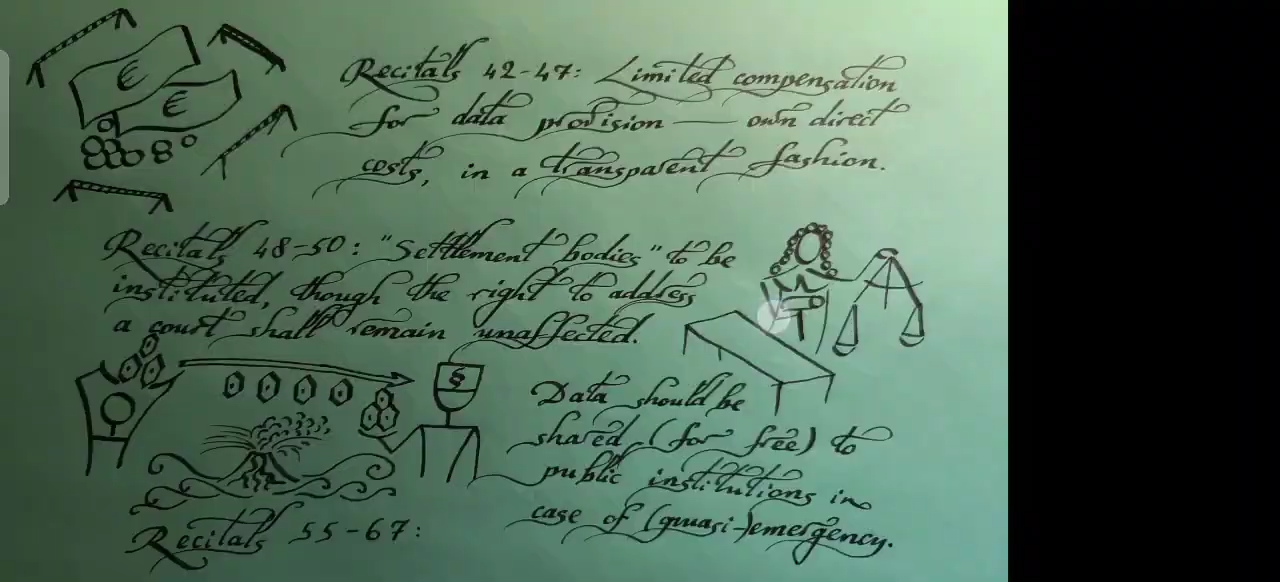 €
€
Recitals 42-47: Limited compensation
for data provision — own direct
costs, in a transparent fashion.
Recitals 48-50: "Settlement bodies" to be
instituted, though the right to address
a court shall remain unaffected.
§
Data should be
shared (for free) to
public institutions in
case of (quasi-)emergency.
Recitals 55-67: